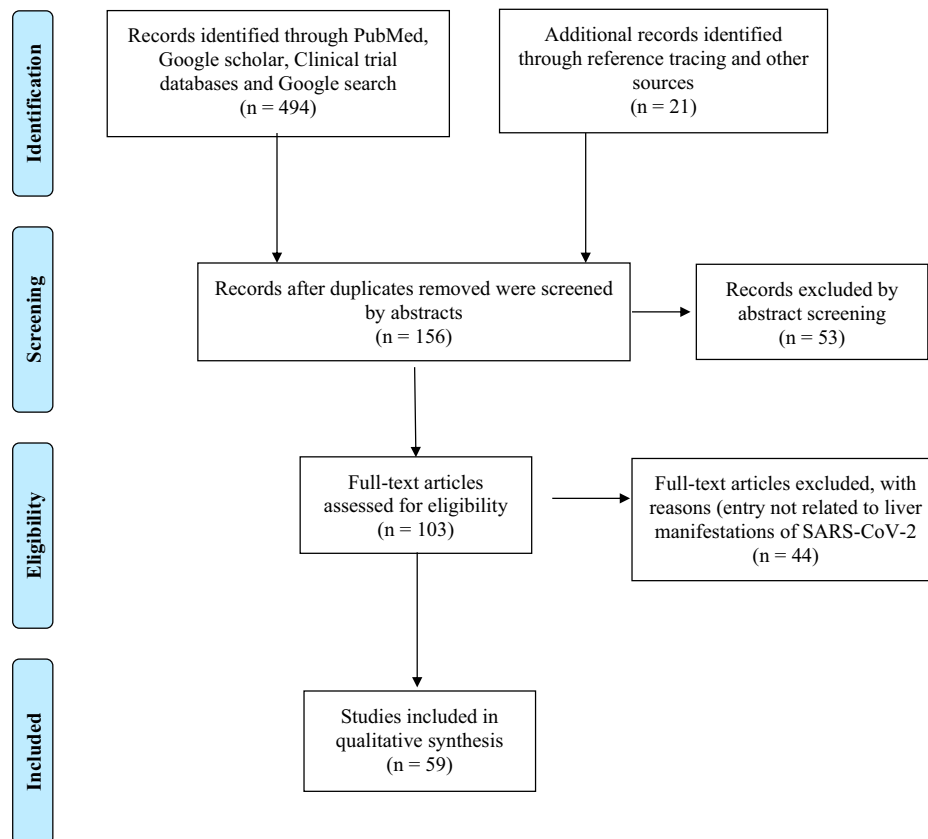 Identification
Records identified through PubMed,
Google scholar, Clinical trial
databases and Google search
(n = 494)
Additional records identified
through reference tracing and other
sources
(n = 21)
Screening
Records after duplicates removed were screened
by abstracts
(n = 156)
Records excluded by
abstract screening
(n = 53)
Eligibility
Full-text articles
assessed for eligibility
(n = 103)
Full-text articles excluded, with
reasons (entry not related to liver
manifestations of SARS-CoV-2
(n = 44)
Included
Studies included in
qualitative synthesis
(n = 59)